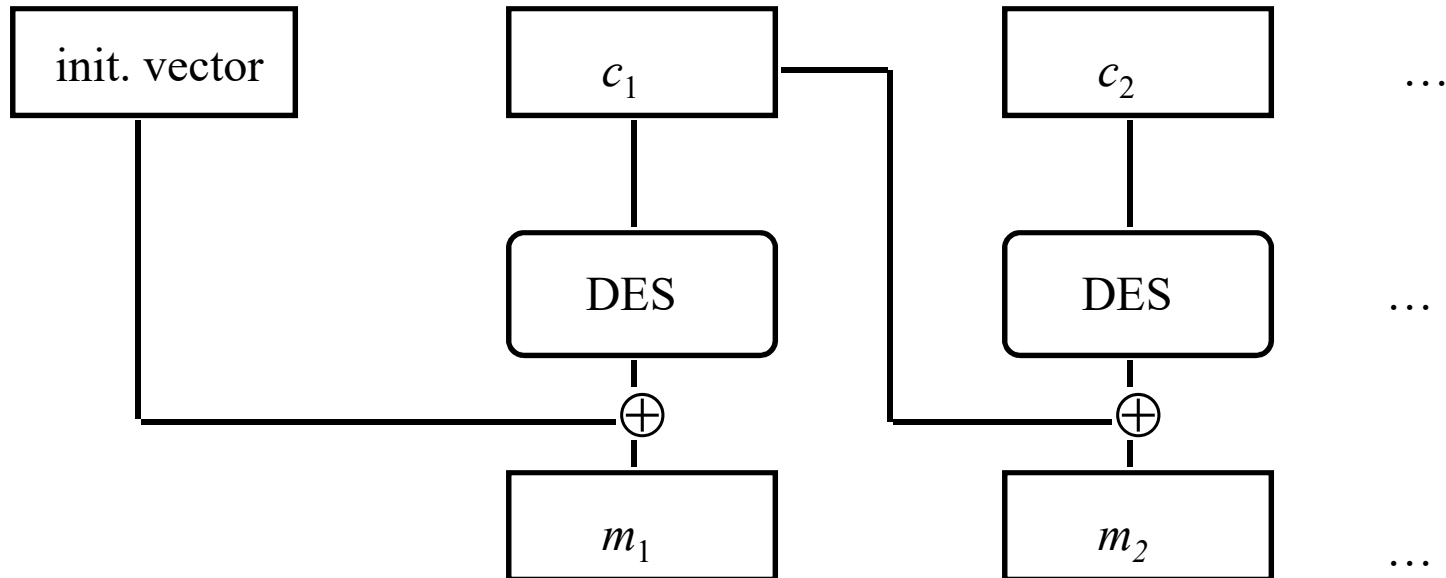 init. vector c₁ c₂ …
DES DES …
⊕ ⊕
m₁ m₂ …